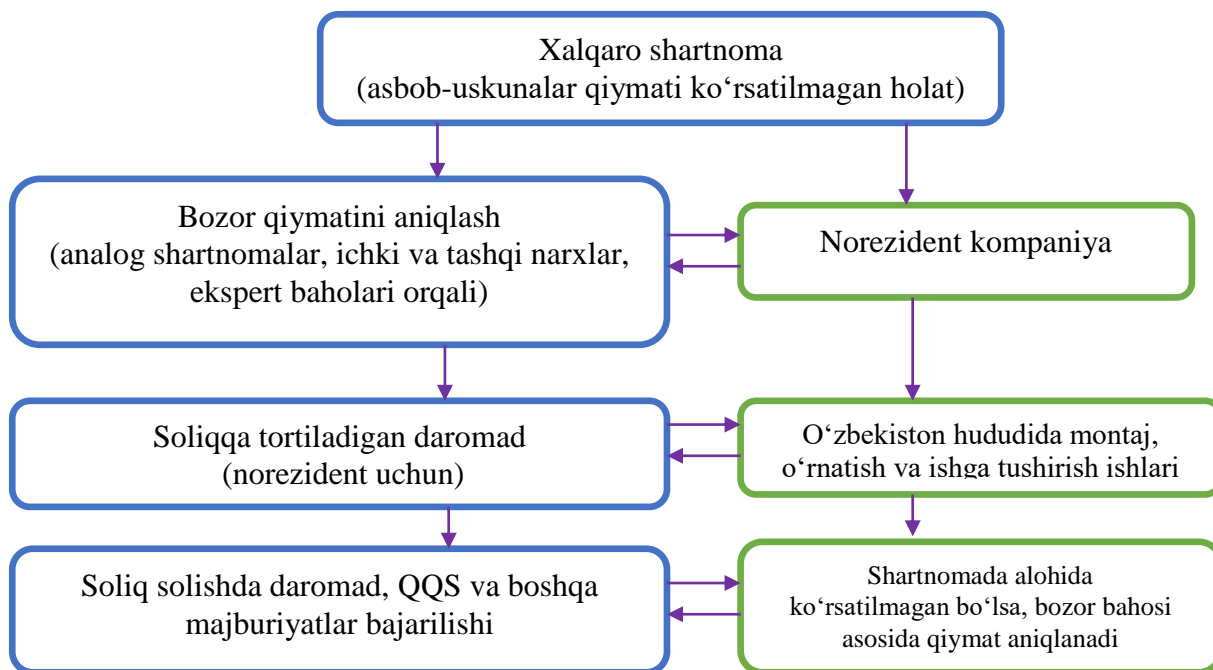 Xalqaro shartnoma
(asbob-uskunalar qiymati ko‘rsatilmagan holat)
Bozor qiymatini aniqlash
(analog shartnomalar, ichki va tashqi narxlar,
ekspert baholari orqali)
Norezident kompaniya
Soliqqa tortiladigan daromad
(norezident uchun)
O‘zbekiston hududida montaj,
o‘rnatish va ishga tushirish ishlari
Soliq solishda daromad, QQS va boshqa
majburiyatlar bajarilishi
Shartnomada alohida
ko‘rsatilmagan bo‘lsa, bozor bahosi
asosida qiymat aniqlanadi